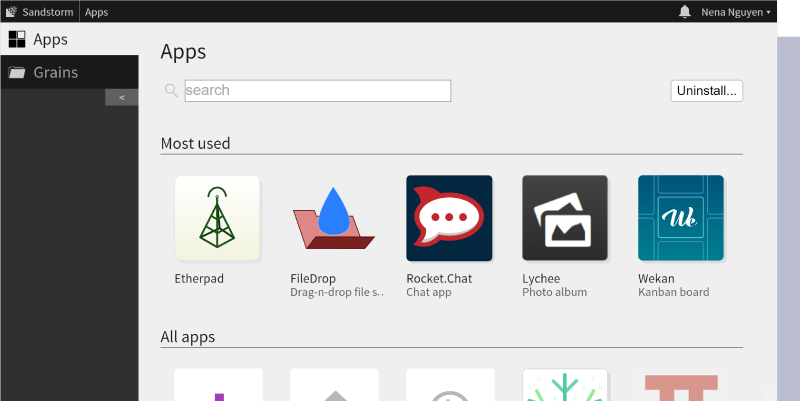 Sandstorm Apps Nena Nguyen ▾
Apps
Grains
<
Apps
search Uninstall...
Most used
Etherpad
FileDrop
Drag-n-drop file s..
Rocket.Chat
Chat app
Lychee
Photo album
We
Wekan
Kanban board
All apps